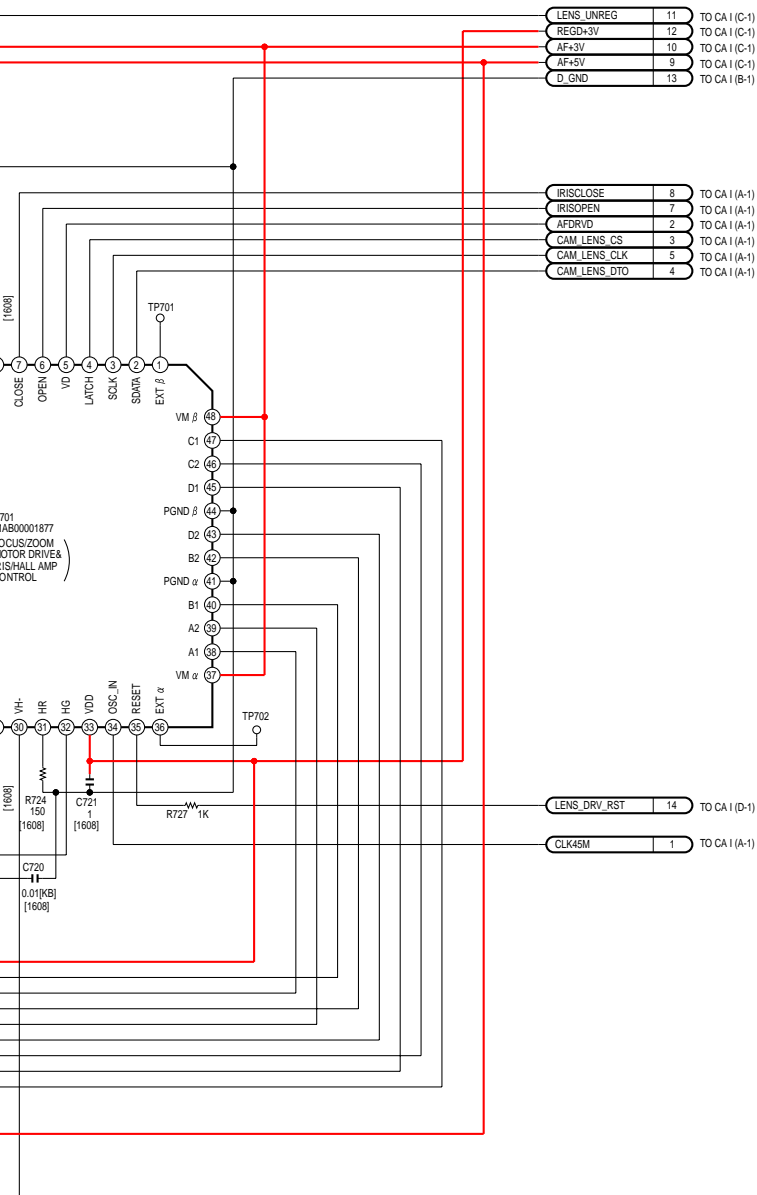 LENS_UNREG 11 TO CA I (C-1)
REGD+3V 12 TO CA I (C-1)
AF+3V 10 TO CA I (C-1)
AF+5V 9 TO CA I (C-1)
D_GND 13 TO CA I (B-1)
IRISCLOSE 8 TO CA I (A-1)
IRISOPEN 7 TO CA I (A-1)
AFDRVD 2 TO CA I (A-1)
CAM_LENS_CS 3 TO CA I (A-1)
CAM_LENS_CLK 5 TO CA I (A-1)
CAM_LENS_DTO 4 TO CA I (A-1)
[1608]
TP701
7 6 5 4 3 2 1
CLOSE
OPEN
VD
LATCH
SCLK
SDATA
EXT β
VM β 48
C1 47
C2 46
D1 45
PGND β 44
D2 43
B2 42
PGND α 41
B1 40
A2 39
A1 38
VM α 37
701
1AB00001877
OCUS/ZOOM
OTOR DRIVE&
RIS/HALL AMP
ONTROL
VH-
HR
HG
VDD
OSC_IN
RESET
EXT α
30 31 32 33 34 35 36
TP702
[1608]
R724
150
[1608]
C721
1
[1608]
R727 1K
LENS_DRV_RST 14 TO CA I (D-1)
CLK45M 1 TO CA I (A-1)
C720
0.01[KB]
[1608]